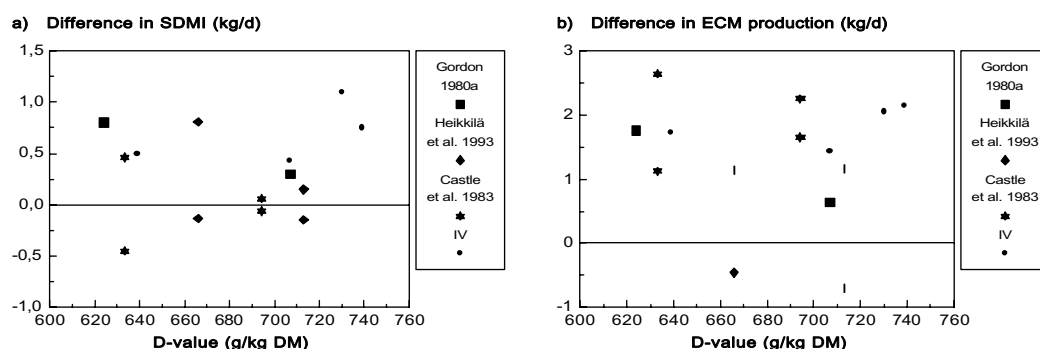 a) Difference in SDMI (kg/d)
1,5
1,0
0,5
0,0
-0,5
-1,0
600 620 640 660 680 700 720 740 760
D-value (g/kg DM)
Gordon
1980a
Heikkilä
et al. 1993
Castle
et al. 1983
IV
b) Difference in ECM production (kg/d)
3
2
1
0
-1
600 620 640 660 680 700 720 740 760
D-value (g/kg DM)
Gordon
1980a
Heikkilä
et al. 1993
Castle
et al. 1983
IV